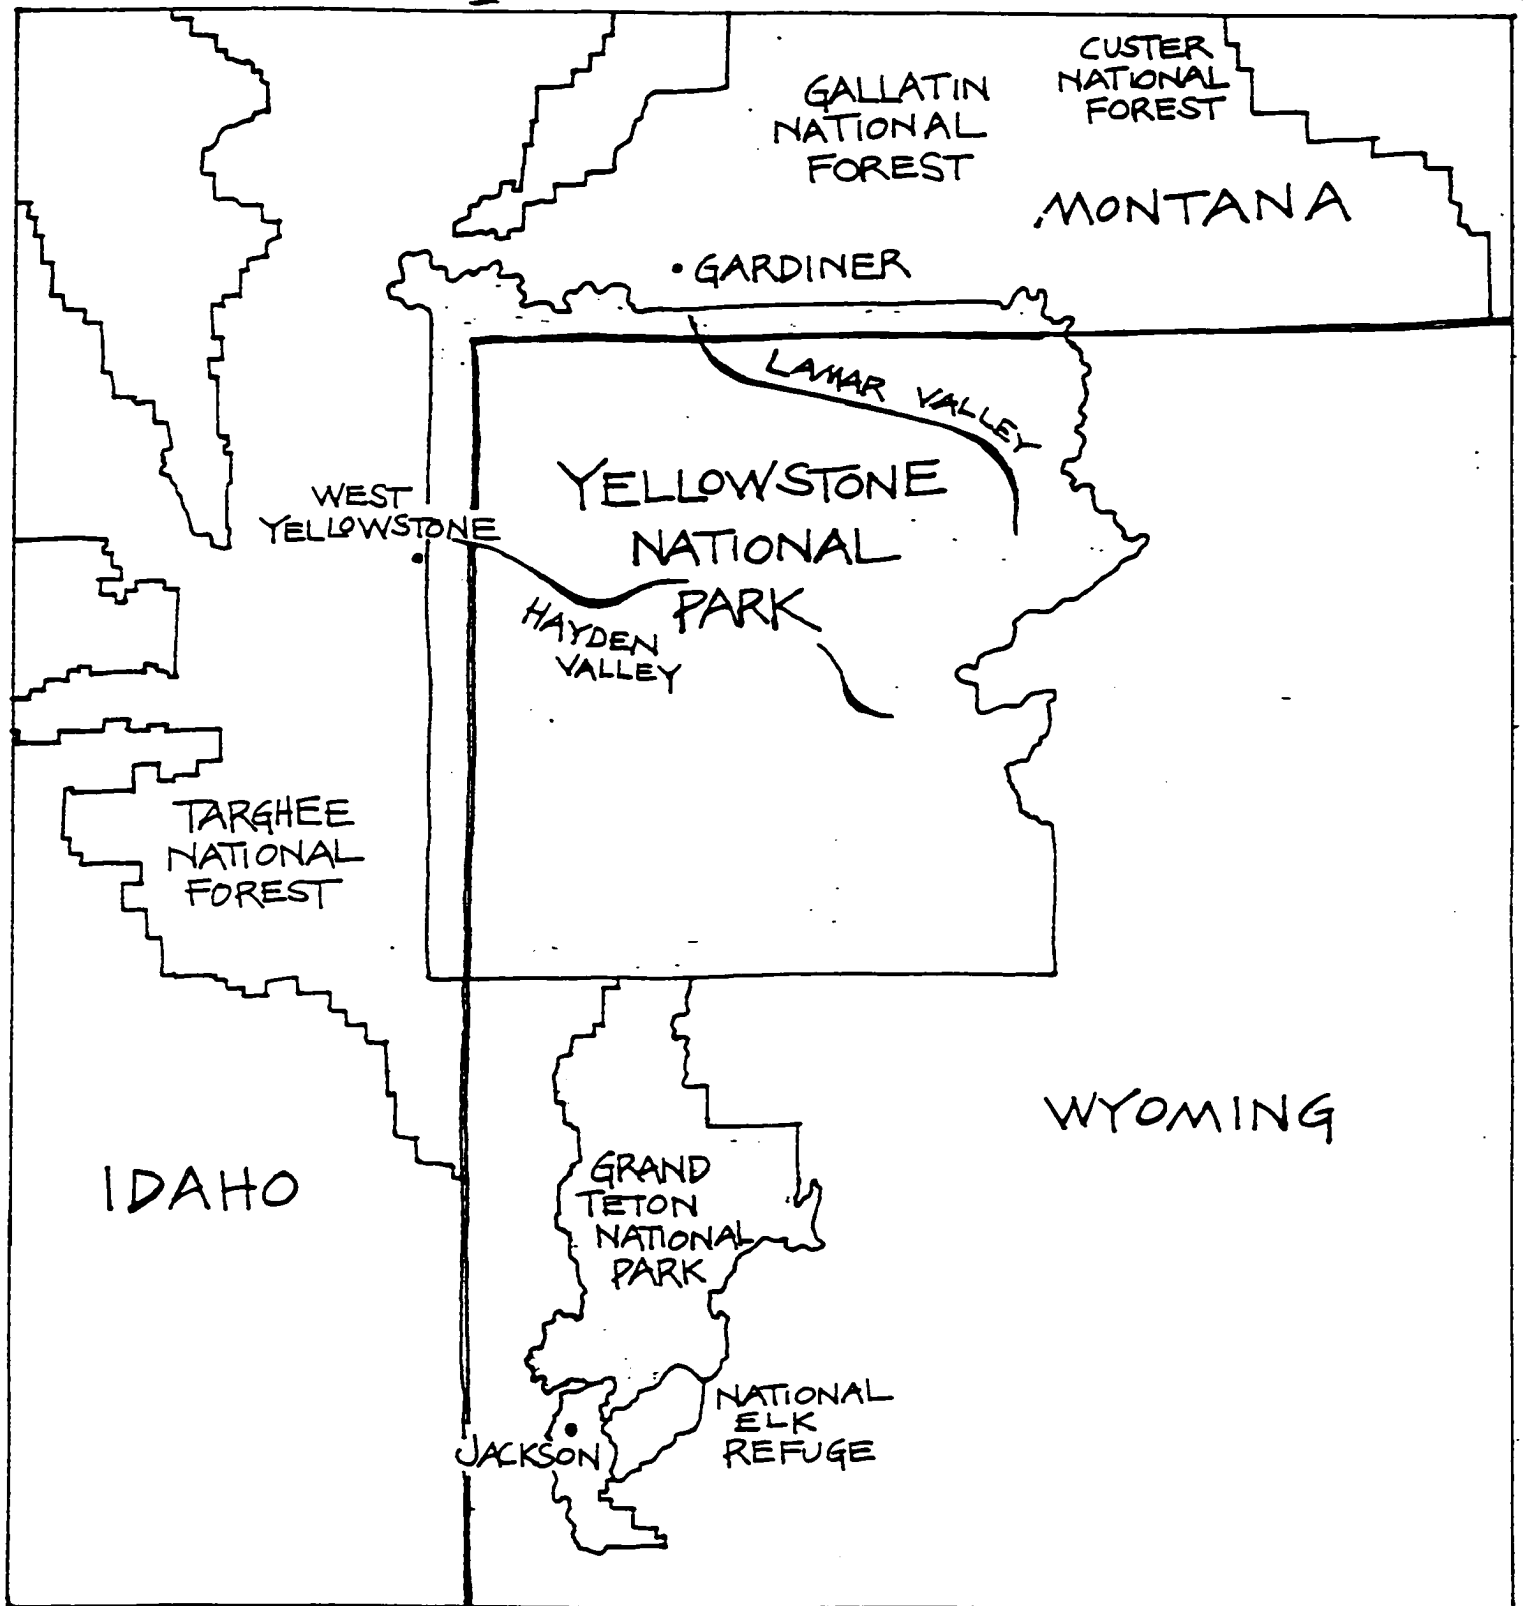 CUSTER
NATIONAL
FOREST
GALLATIN
NATIONAL
FOREST
MONTANA
GARDINER
LAMAR VALLEY
YELLOWSTONE
NATIONAL
PARK
WEST
YELLOWSTONE
HAYDEN
VALLEY
TARGHEE
NATIONAL
FOREST
WYOMING
IDAHO
GRAND
TETON
NATIONAL
PARK
NATIONAL
ELK
REFUGE
JACKSON